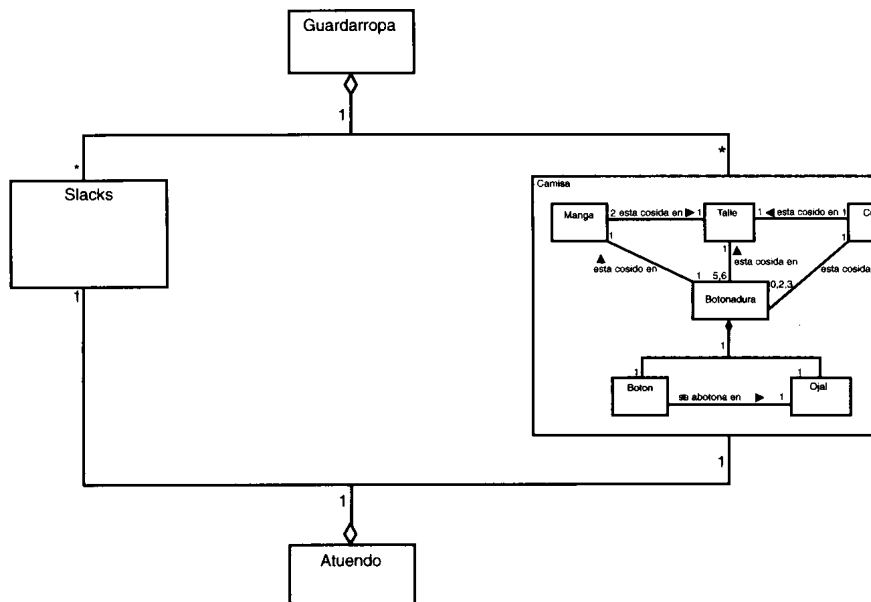 Guardarropa
1
*
*
Slacks
Camisa
Manga
2 esta cosida en ▶ 1
Talle
1 ◀ esta cosido en 1
1
1
1
▲
esta cosido en
▲
esta cosida en
esta cosida
1
5,6
0,2,3
Botonadura
1
1
1
Boton
se abotona en ▶ 1
Ojal
1
1
1
Atuendo